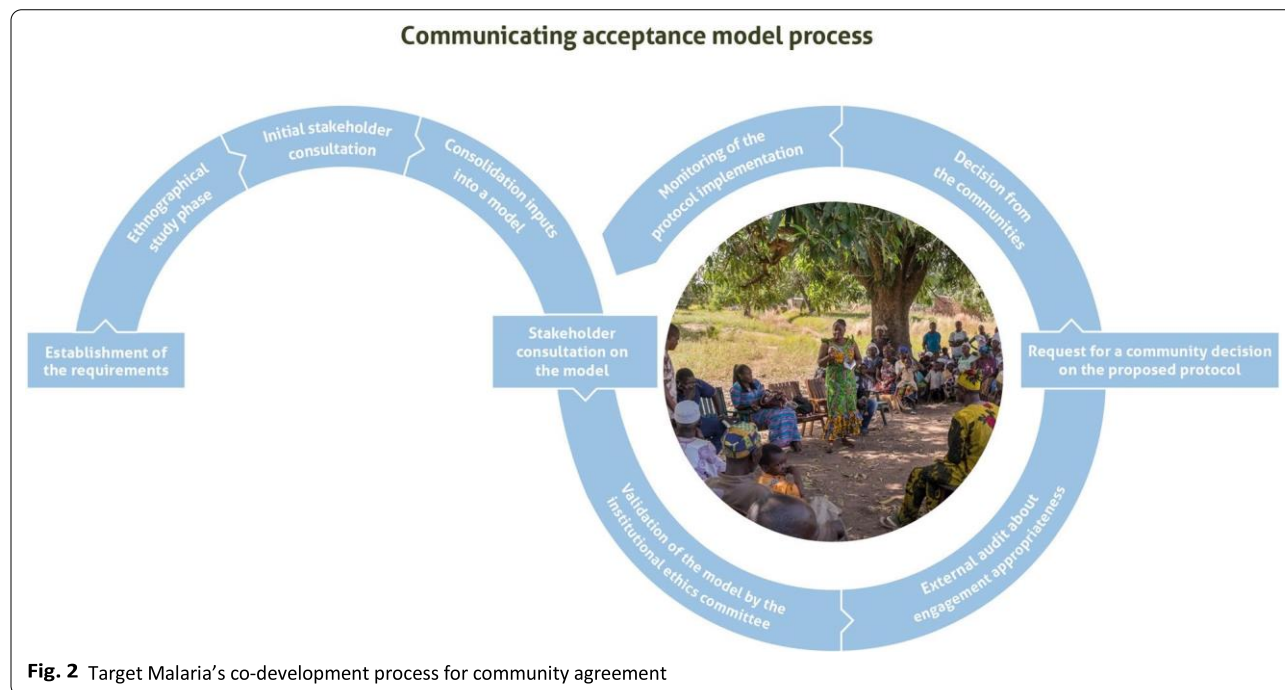 Communicating acceptance model process
Establishment of
the requirements
Ethnographical
study phase
Initial stakeholder
consultation
Consolidation inputs
into a model
Stakeholder
consultation on
the model
Validation of the model by the
institutional ethics committee
External audit about
engagement appropriateness
Request for a community decision
on the proposed protocol
Decision from
the communities
Monitoring of the
protocol implementation
Fig. 2 Target Malaria’s co-development process for community agreement